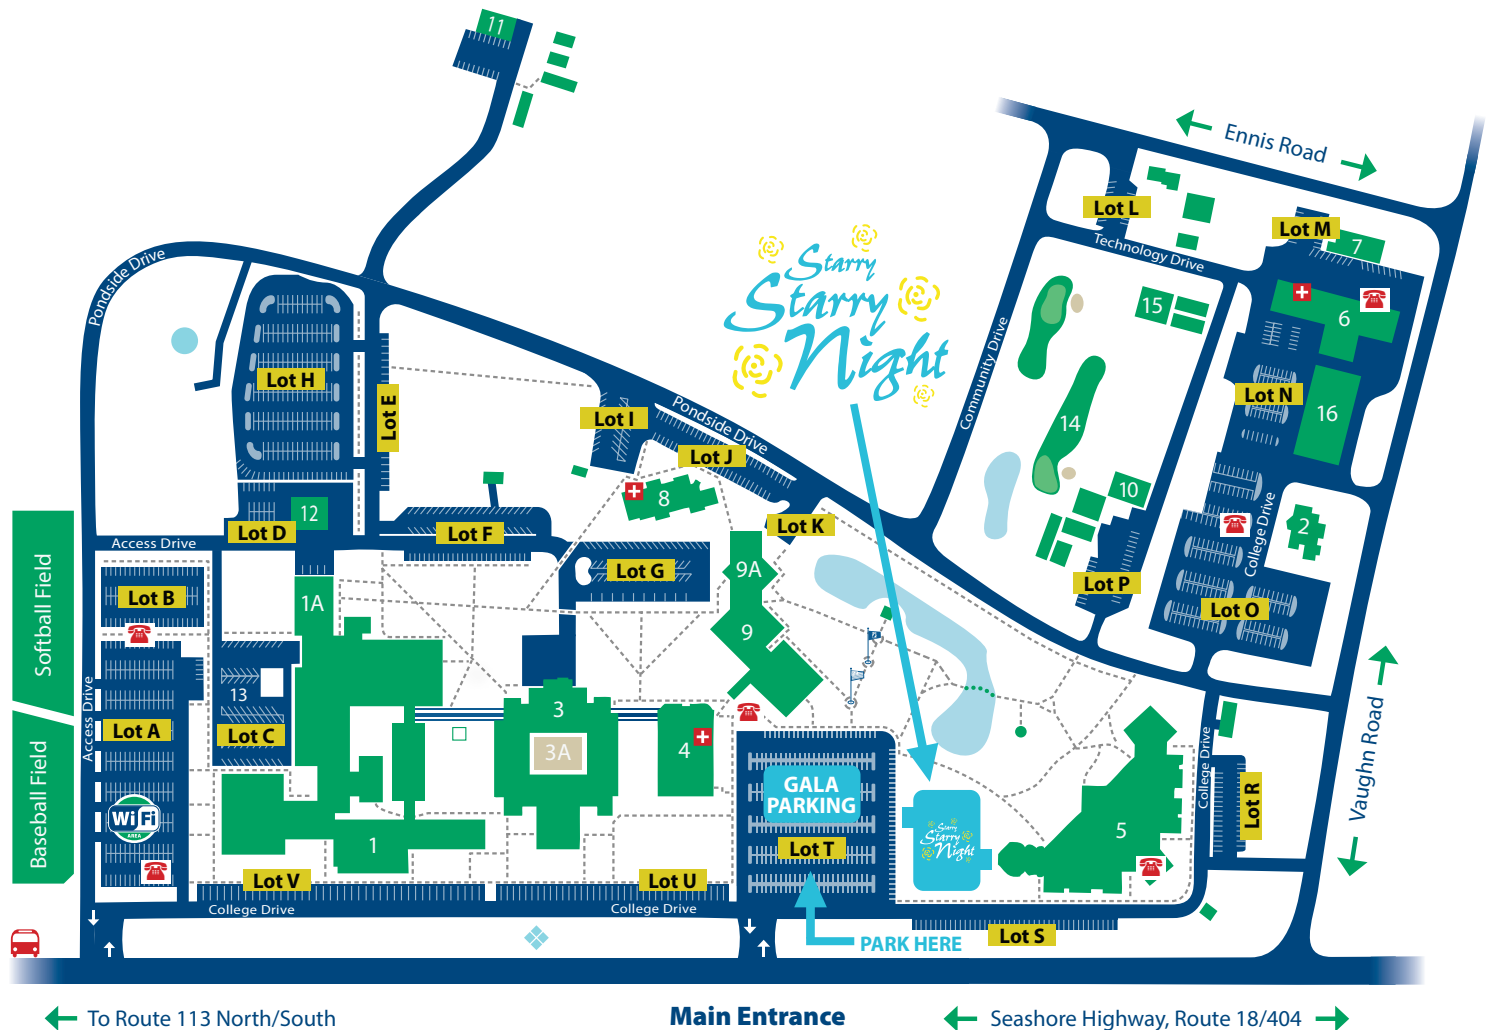 11
Ennis Road
Lot L
Lot M
7
Technology Drive
Pondside Drive
Starry
Starry
Night
15
6
Lot H
Lot E
Lot I
Pondside Drive
Community Drive
Lot N
16
14
Lot J
8
10
12
Lot D
Lot F
Lot K
College Drive
2
Access Drive
Softball Field
Lot B
1A
Lot G
9A
9
Lot P
Lot O
13
Access Drive
Lot A
Lot C
3
3A
4
Baseball Field
WiFi
AREA
GALA
PARKING
Lot T
Starry
Starry
Night
5
College Drive
Lot R
Vaughn Road
1
Lot V
Lot U
College Drive
College Drive
PARK HERE
Lot S
To Route 113 North/South
Main Entrance
Seashore Highway, Route 18/404